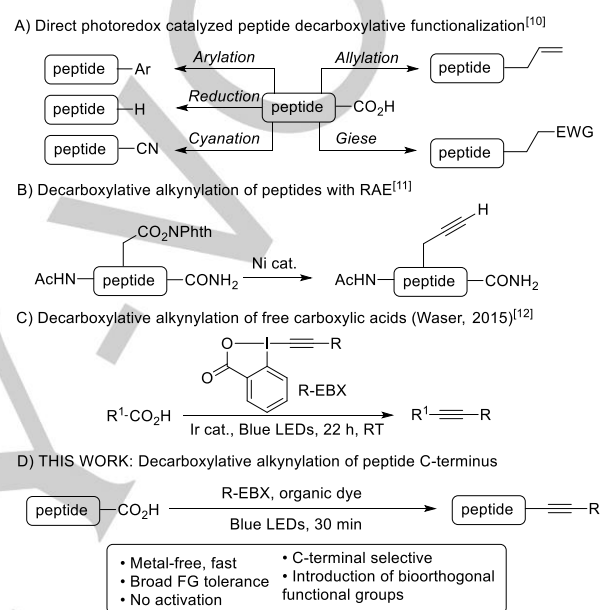 A) Direct photoredox catalyzed peptide decarboxylative functionalization[10]
peptide Ar Arylation Allylation peptide
peptide H Reduction peptide CO2H
peptide CN Cyanation Giese peptide EWG
B) Decarboxylative alkynylation of peptides with RAE[11]
CO2NPhth H
Ni cat.
AcHN peptide CONH2 AcHN peptide CONH2
C) Decarboxylative alkynylation of free carboxylic acids (Waser, 2015)[12]
O I R
O
R-EBX
R1-CO2H R1 R
Ir cat., Blue LEDs, 22 h, RT
D) THIS WORK: Decarboxylative alkynylation of peptide C-terminus
R-EBX, organic dye
peptide CO2H peptide R
Blue LEDs, 30 min
• Metal-free, fast
• Broad FG tolerance
• No activation
• C-terminal selective
• Introduction of bioorthogonal
functional groups